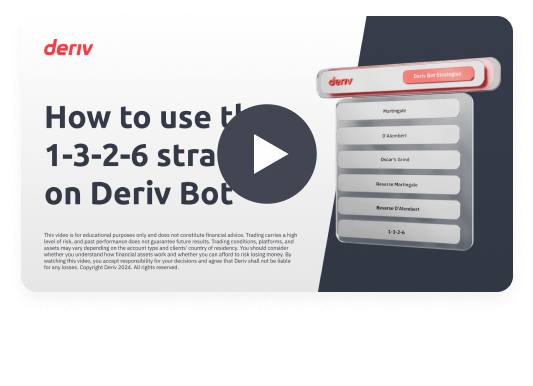 deriv
How to use
1-3-2-6
on Deriv Bot
This video is for educational purposes only and does not constitute financial advice. Trading carries a high
level of risk, and past performance does not guarantee future results. Trading conditions, platforms, and
assets may vary depending on the account type and clients' country of residency. You should consider
whether you understand how financial assets work and whether you can afford to risk losing money. By
watching this video, you accept responsibility for your decisions and agree that Deriv shall not be liable
for any losses. Copyright Deriv 2024. All rights reserved.
deriv
Deriv Bot Strategies
Martingale
D'Alembert
Oscar's Grind
Reverse Martingale
Reverse D'Alembert
1-3-2-6